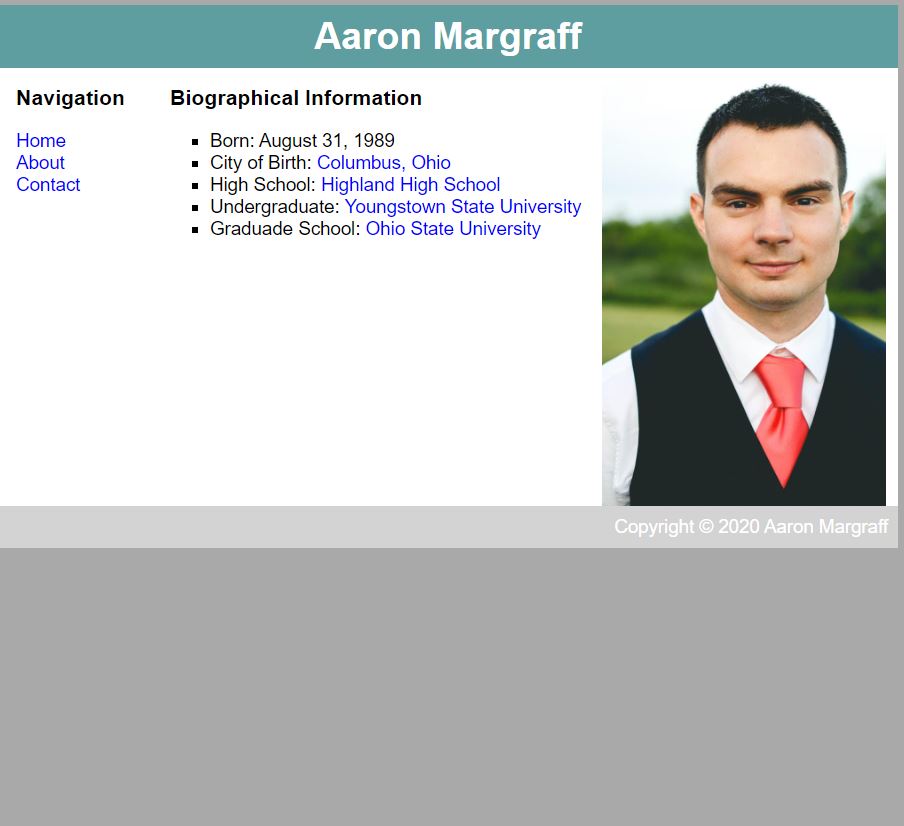 Aaron Margraff
Navigation
Home
About
Contact
Biographical Information
Born: August 31, 1989
City of Birth: Columbus, Ohio
High School: Highland High School
Undergraduate: Youngstown State University
Graduade School: Ohio State University
Copyright © 2020 Aaron Margraff